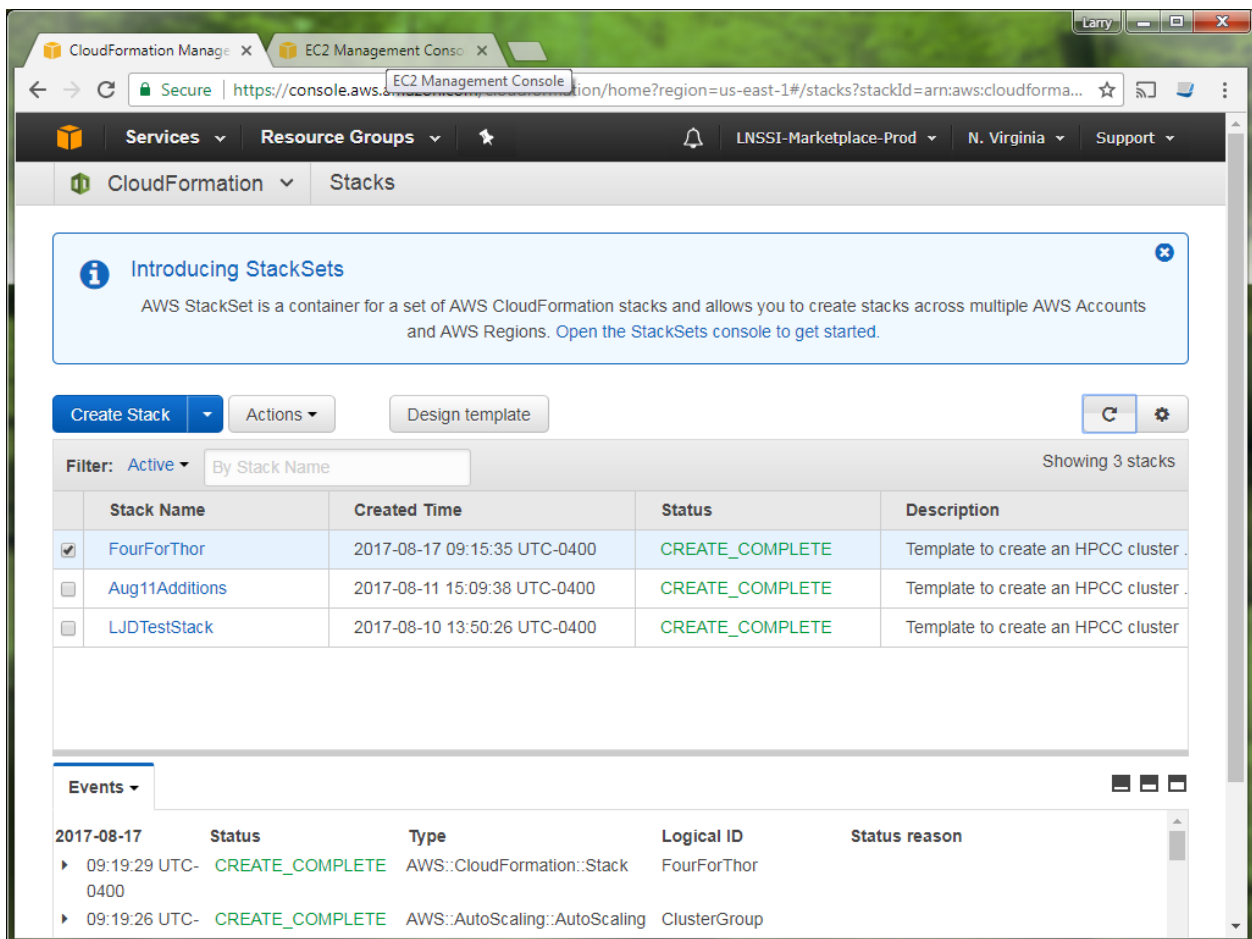 Larry
CloudFormation Manage
EC2 Management Conso
EC2 Management Console
Secure https://console.aws.amazon.com/cloudformation/home?region=us-east-1#/stacks?stackId=arn:aws:cloudforma...
Services Resource Groups LNSSI-Marketplace-Prod N. Virginia Support
CloudFormation Stacks
Introducing StackSets
AWS StackSet is a container for a set of AWS CloudFormation stacks and allows you to create stacks across multiple AWS Accounts
and AWS Regions. Open the StackSets console to get started.
Create Stack Actions Design template
Filter: Active By Stack Name Showing 3 stacks
Stack Name Created Time Status Description
FourForThor 2017-08-17 09:15:35 UTC-0400 CREATE_COMPLETE Template to create an HPCC cluster .
Aug11Additions 2017-08-11 15:09:38 UTC-0400 CREATE_COMPLETE Template to create an HPCC cluster .
LJDTestStack 2017-08-10 13:50:26 UTC-0400 CREATE_COMPLETE Template to create an HPCC cluster
Events
2017-08-17 Status Type Logical ID Status reason
09:19:29 UTC- CREATE_COMPLETE AWS::CloudFormation::Stack FourForThor
0400
09:19:26 UTC- CREATE_COMPLETE AWS::AutoScaling::AutoScaling ClusterGroup